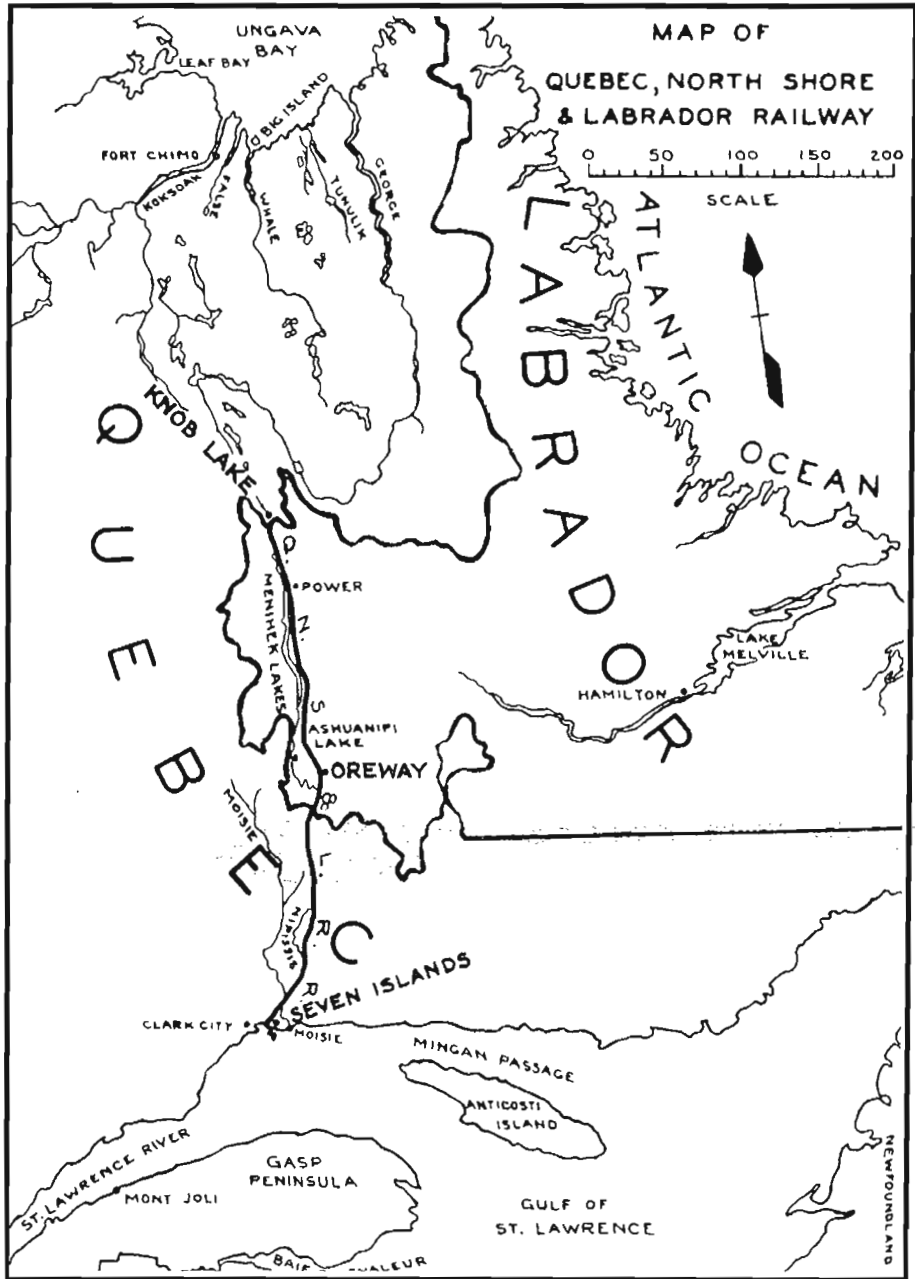 UNGAVA
BAY
LEAF BAY
MAP OF
QUEBEC, NORTH SHORE
& LABRADOR RAILWAY
0 50 100 150 200
SCALE
BIG ISLAND
FORT CHIMO
KOKSOAK
FALSE
WHALE
TUNULIK
GEORGE
LABRADOR
ATLANTIC
OCEAN
KNOB LAKE
QUEBEC
Q. N. S. & L. R. R.
POWER
MENIHEK LAKES
LAKE
MELVILLE
HAMILTON
ASHUANIPI
LAKE
OREWAY
MOISIE
NIPISSIS
SEVEN ISLANDS
CLARK CITY
MOISIE
MINGAN PASSAGE
ANTICOSTI
ISLAND
ST. LAWRENCE RIVER
GASP
PENINSULA
MONT JOLI
GULF OF
ST. LAWRENCE
NEWFOUNDLAND
BAIE